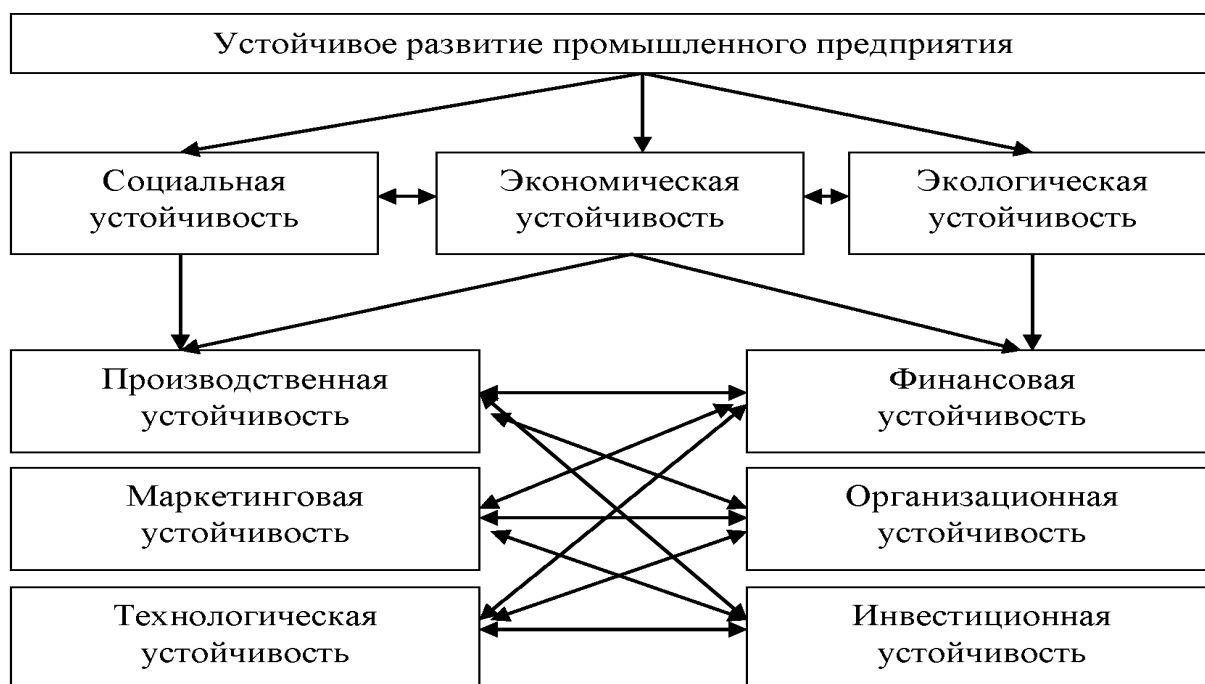 Устойчивое развитие промышленного предприятия
Социальная
устойчивость
Экономическая
устойчивость
Экологическая
устойчивость
Производственная
устойчивость
Финансовая
устойчивость
Маркетинговая
устойчивость
Организационная
устойчивость
Технологическая
устойчивость
Инвестиционная
устойчивость